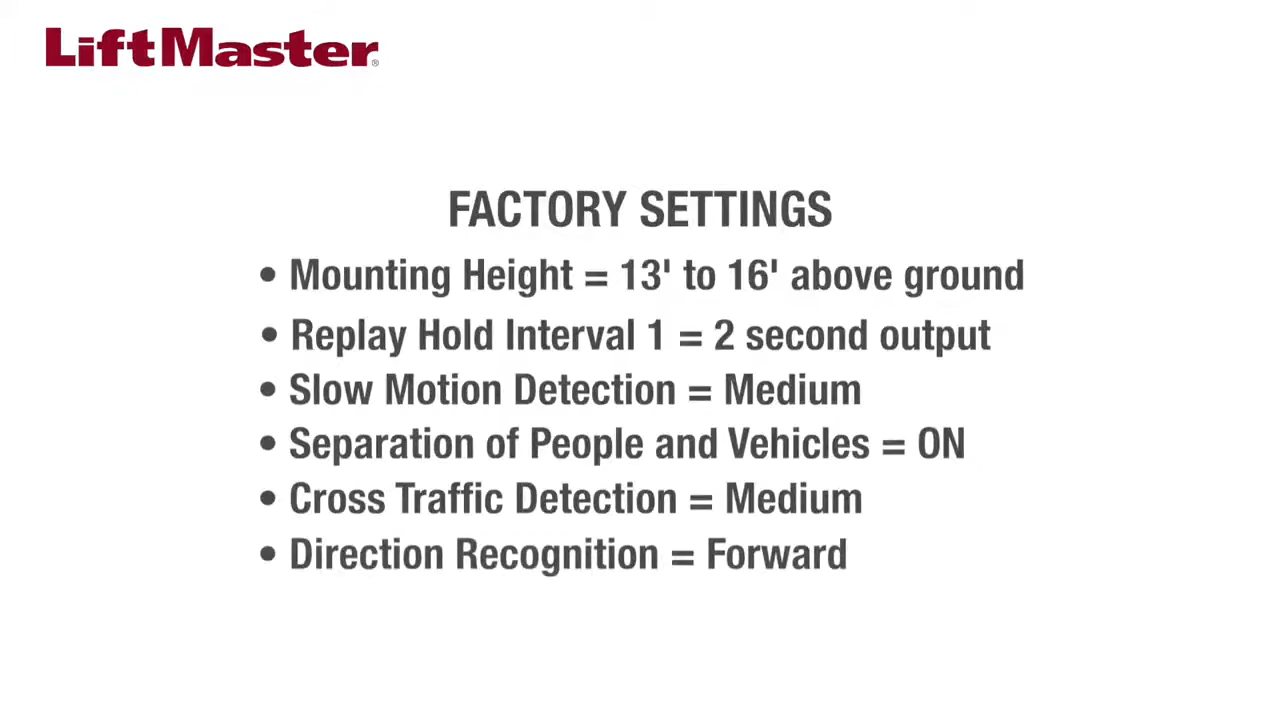 LiftMaster®
FACTORY SETTINGS
• Mounting Height = 13' to 16' above ground
• Replay Hold Interval 1 = 2 second output
• Slow Motion Detection = Medium
• Separation of People and Vehicles = ON
• Cross Traffic Detection = Medium
• Direction Recognition = Forward